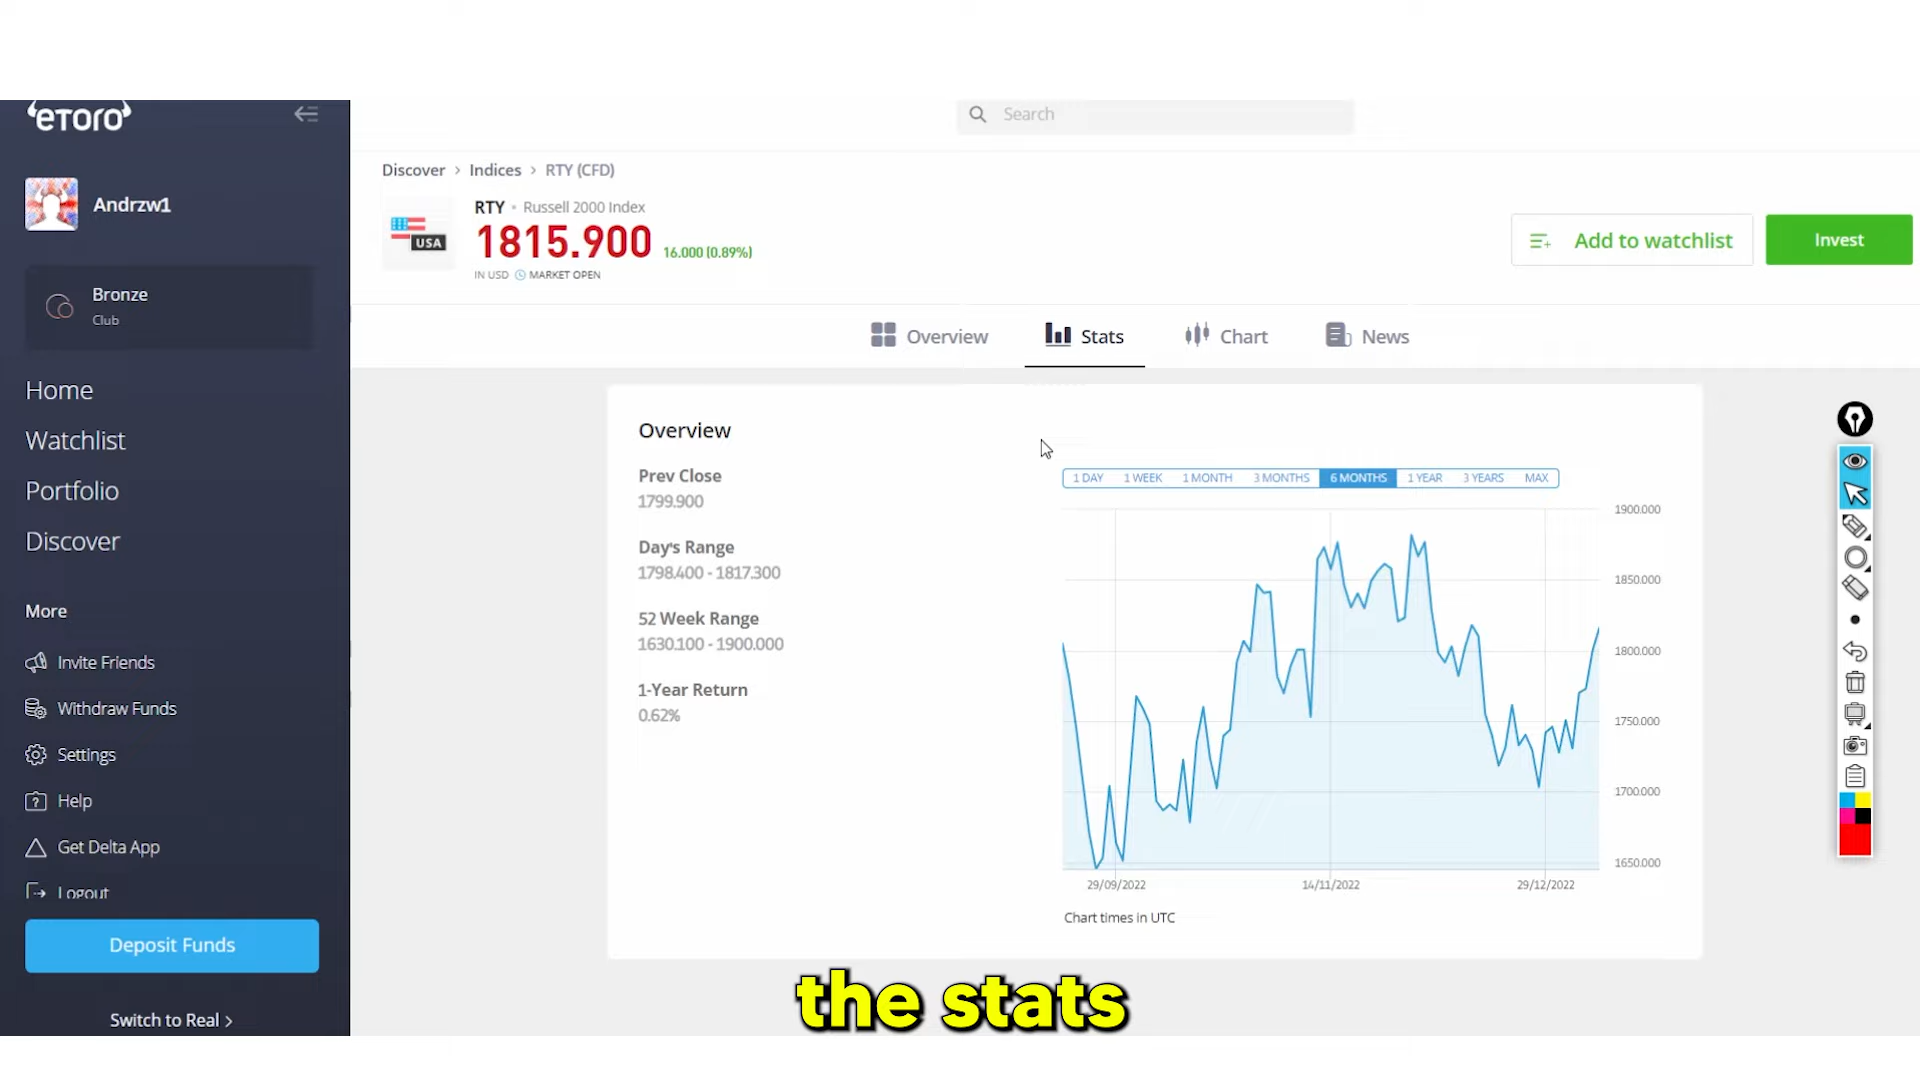 eTORO
Search
Andrzw1
Bronze
Club
Home
Watchlist
Portfolio
Discover
More
Invite Friends
Withdraw Funds
Settings
Help
Get Delta App
Logout
Deposit Funds
Switch to Real >
Discover > Indices > RTY (CFD)
USA
RTY • Russell 2000 Index
1815.900 16.000 (0.89%)
IN USD MARKET OPEN
Add to watchlist
Invest
Overview Stats Chart News
Overview
Prev Close
1799.900
Day's Range
1798.400 - 1817.300
52 Week Range
1630.100 - 1900.000
1-Year Return
0.62%
1 DAY 1 WEEK 1 MONTH 3 MONTHS 6 MONTHS 1 YEAR 3 YEARS MAX
1900.000
1850.000
1800.000
1750.000
1700.000
1650.000
29/09/2022 14/11/2022 29/12/2022
Chart times in UTC
the stats